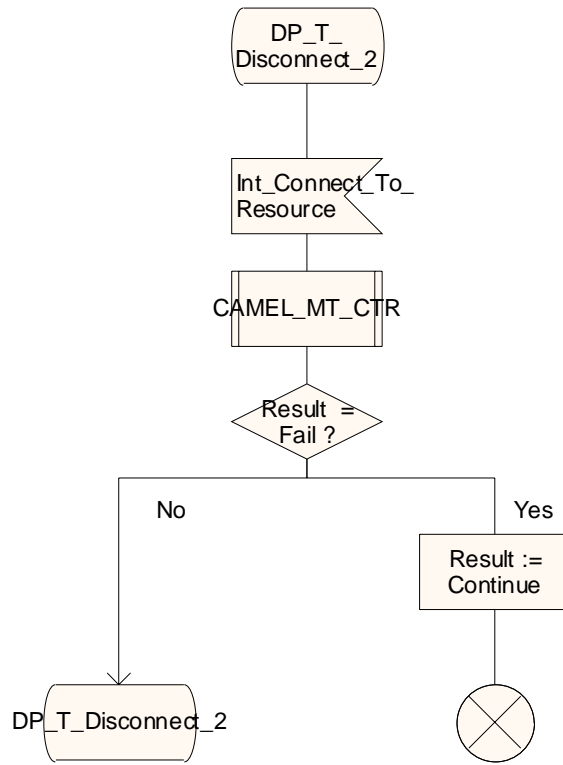 DP_T_
Disconnect_2
Int_Connect_To_
Resource
CAMEL_MT_CTR
Result =
Fail ?
No
Yes
Result :=
Continue
DP_T_Disconnect_2